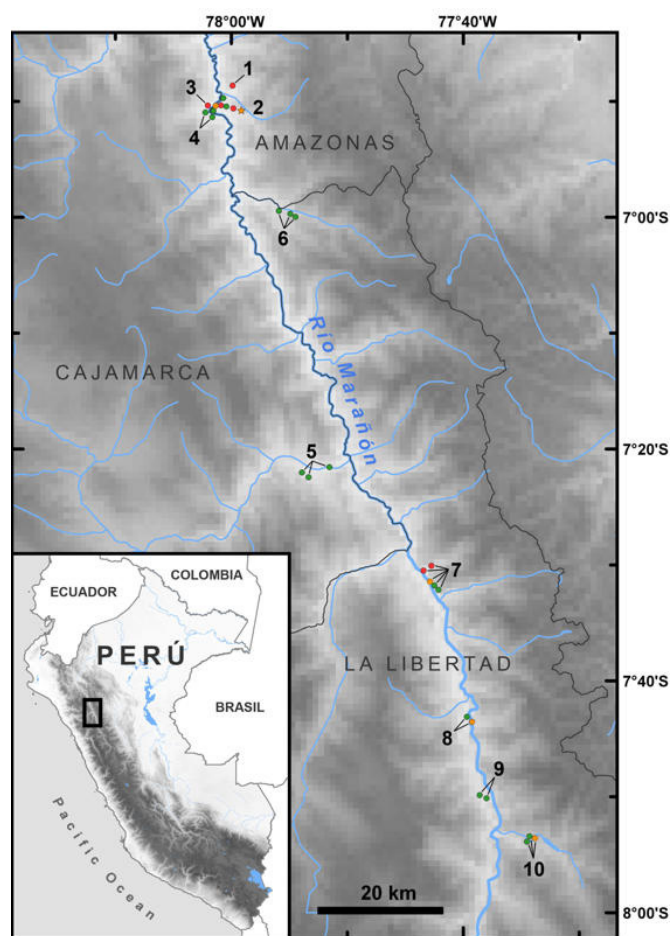 78°00'W
77°40'W
1
3
2
4
AMAZONAS
7°00'S
6
Río Marañón
CAJAMARCA
7°20'S
5
7
LA LIBERTAD
7°40'S
8
9
10
20 km
8°00'S
ECUADOR
COLOMBIA
PERÚ
BRASIL
Pacific Ocean